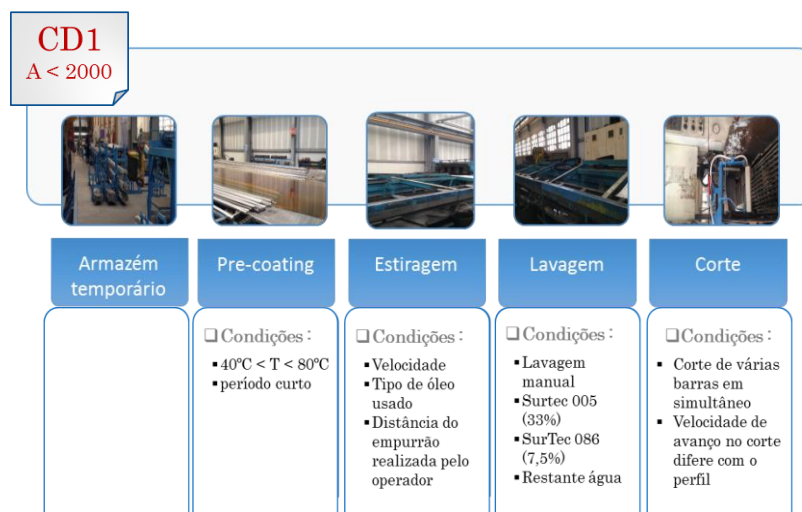 CD1
A < 2000
Armazém
temporário
Pre-coating
Estiragem
Lavagem
Corte
❑Condições :
▪40ºC < T < 80ºC
▪período curto
❑Condições :
▪Velocidade
▪Tipo de óleo
usado
▪Distância do
empurrão
realizada pelo
operador
❑Condições :
▪Lavagem
manual
▪Surtec 005
(33%)
▪SurTec 086
(7,5%)
▪Restante água
❑Condições :
▪ Corte de várias
barras em
simultâneo
▪ Velocidade de
avanço no corte
difere com o
perfil